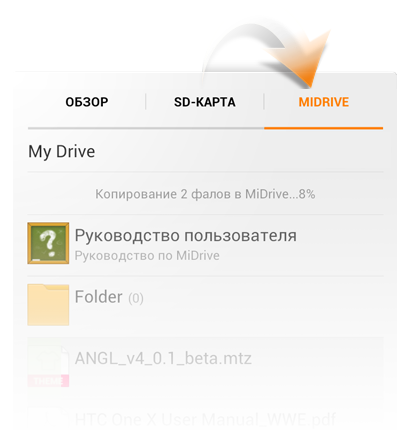 ОБЗОР
SD-КАРТА
MIDRIVE
My Drive
Копирование 2 фалов в MiDrive...8%
Руководство пользователя
Руководство по MiDrive
Folder (0)
ANGL_v4_0.1_beta.mtz
HTC One X User Manual_WWE.pdf